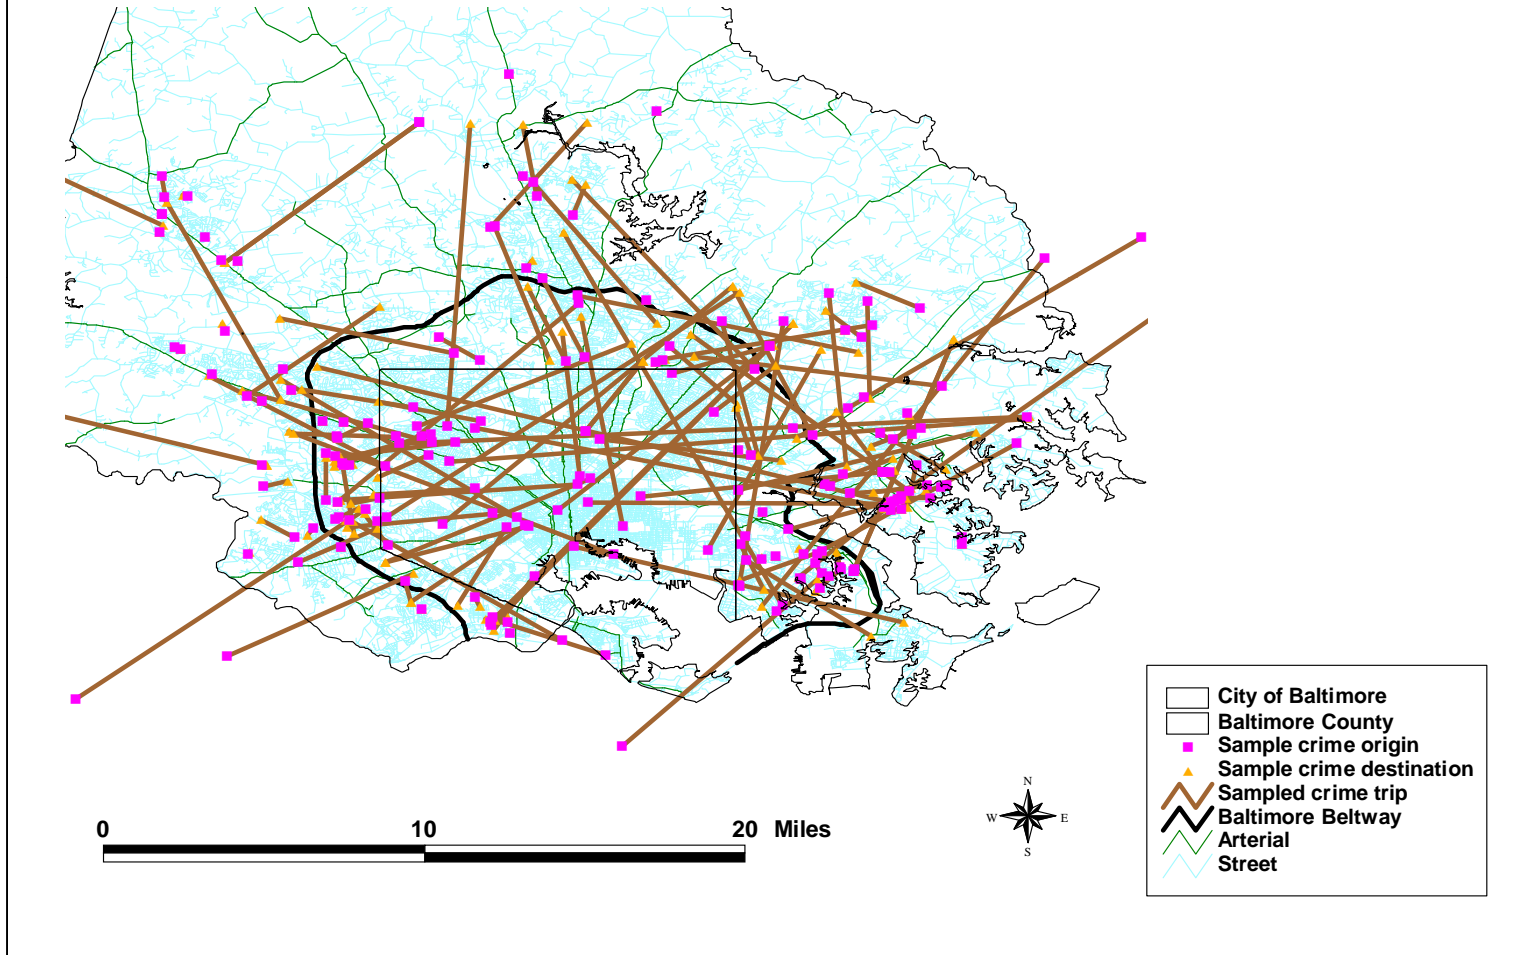 City of Baltimore
Baltimore County
Sample crime origin
Sample crime destination
Sampled crime trip
Baltimore Beltway
Arterial
Street
N
W E
S
0 10 20 Miles